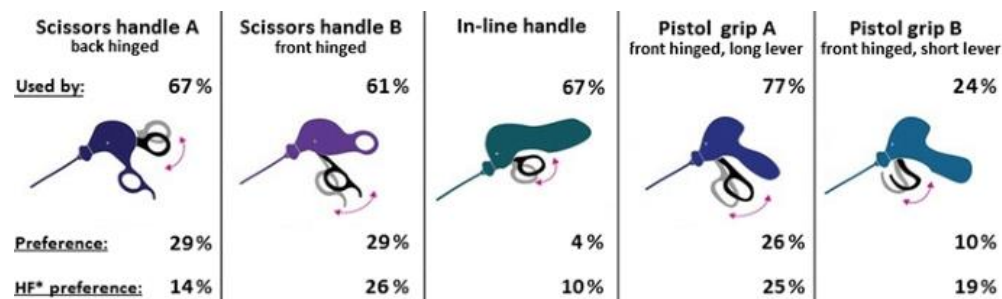 Scissors handle A
back hinged
Used by: 67%
Preference: 29%
HF* preference: 14%
Scissors handle B
front hinged
61%
29%
26%
In-line handle
67%
4%
10%
Pistol grip A
front hinged, long lever
77%
26%
25%
Pistol grip B
front hinged, short lever
24%
10%
19%